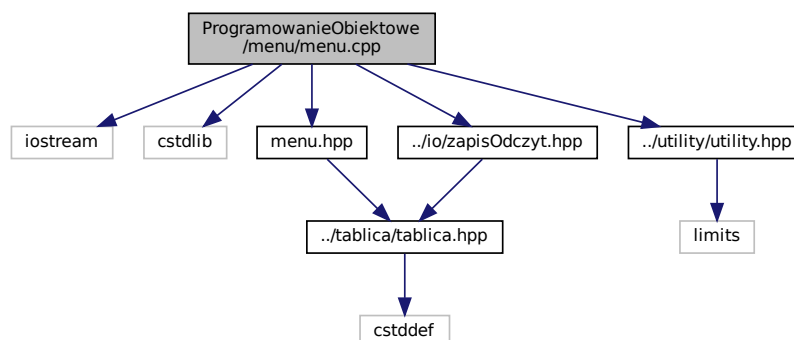 ProgramowanieObiektowe
/menu/menu.cpp
iostream
cstdlib
menu.hpp
../io/zapisOdczyt.hpp
../utility/utility.hpp
../tablica/tablica.hpp
limits
cstddef